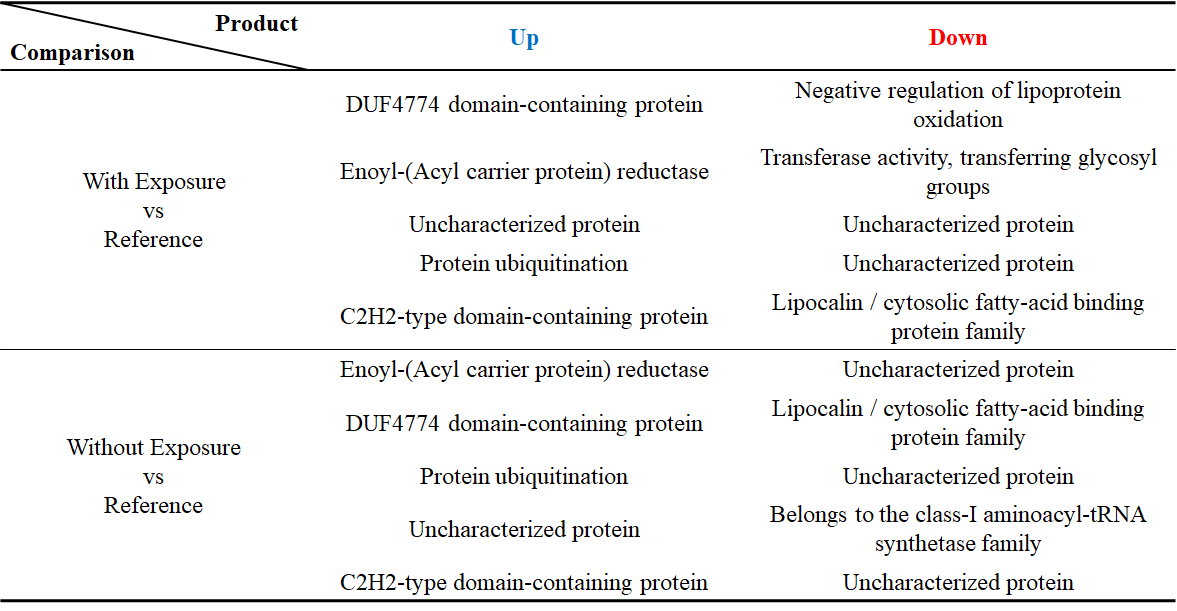 Product
Comparison
Up
Down
With Exposure
vs
Reference
DUF4774 domain-containing protein
Negative regulation of lipoprotein
oxidation
Enoyl-(Acyl carrier protein) reductase
Transferase activity, transferring glycosyl
groups
Uncharacterized protein
Uncharacterized protein
Protein ubiquitination
Uncharacterized protein
C2H2-type domain-containing protein
Lipocalin / cytosolic fatty-acid binding
protein family
Without Exposure
vs
Reference
Enoyl-(Acyl carrier protein) reductase
Uncharacterized protein
DUF4774 domain-containing protein
Lipocalin / cytosolic fatty-acid binding
protein family
Protein ubiquitination
Uncharacterized protein
Uncharacterized protein
Belongs to the class-I aminoacyl-tRNA
synthetase family
C2H2-type domain-containing protein
Uncharacterized protein